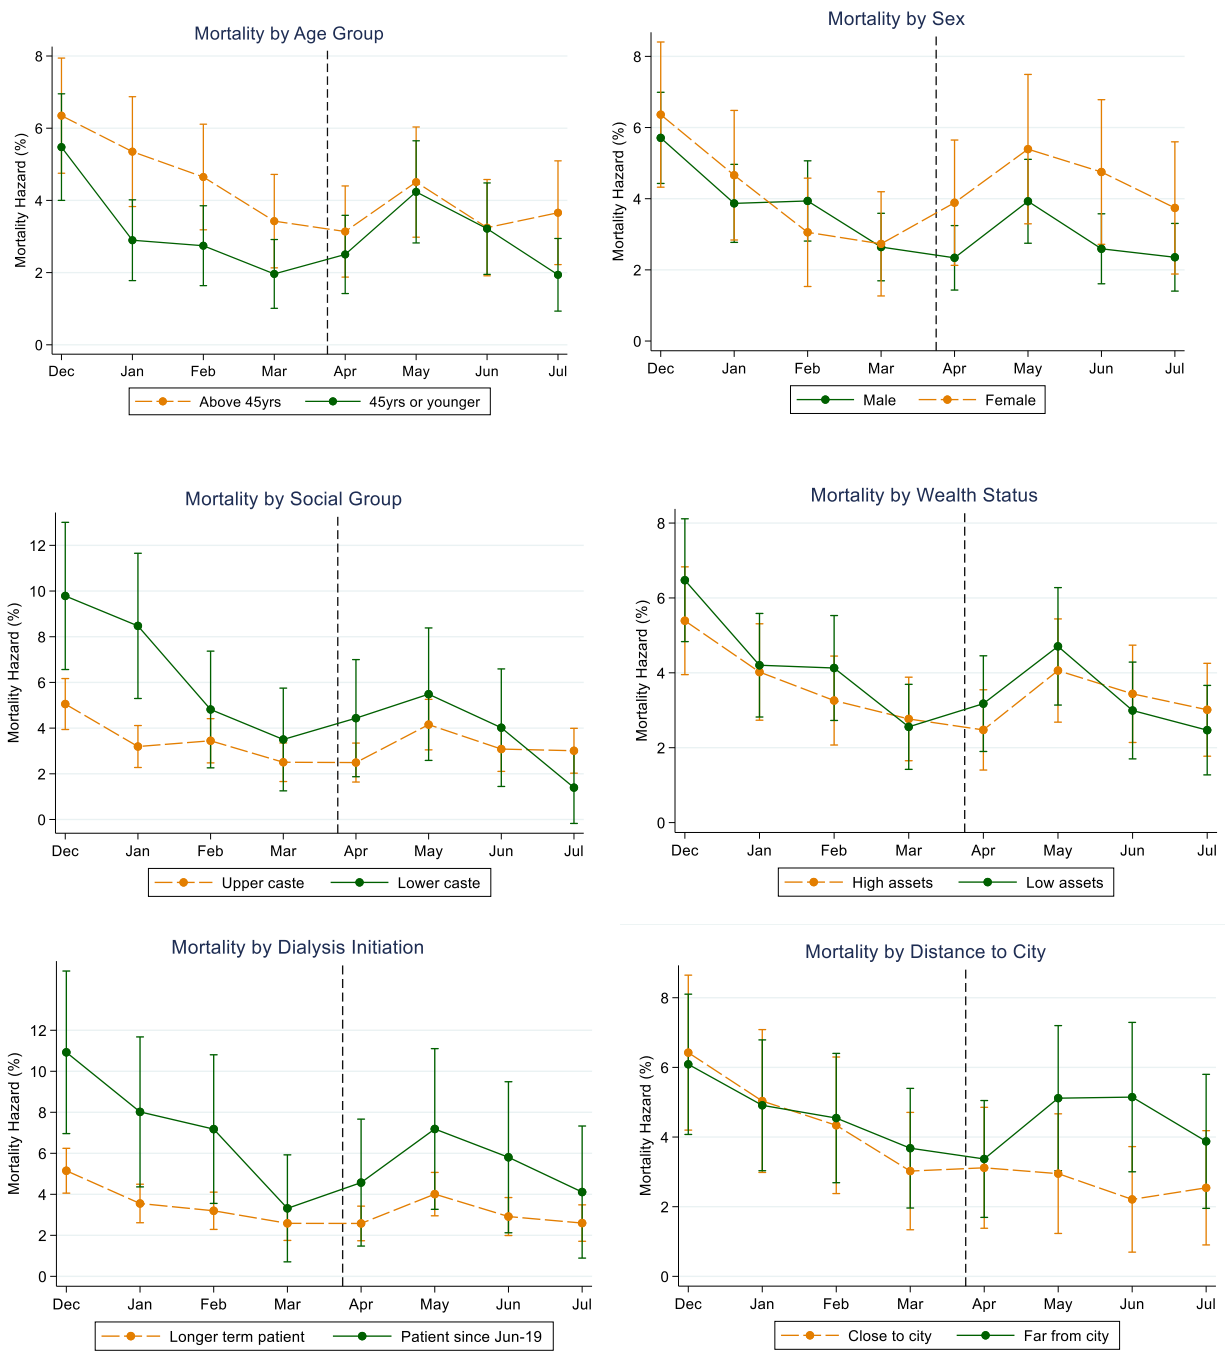 Mortality by Age Group
Mortality Hazard (%)
8
6
4
2
0
Dec Jan Feb Mar Apr May Jun Jul
Above 45yrs 45yrs or younger
Mortality by Sex
Mortality Hazard (%)
8
6
4
2
0
Dec Jan Feb Mar Apr May Jun Jul
Male Female
Mortality by Social Group
Mortality Hazard (%)
12
10
8
6
4
2
0
Dec Jan Feb Mar Apr May Jun Jul
Upper caste Lower caste
Mortality by Wealth Status
Mortality Hazard (%)
8
6
4
2
0
Dec Jan Feb Mar Apr May Jun Jul
High assets Low assets
Mortality by Dialysis Initiation
Mortality Hazard (%)
12
10
8
6
4
2
0
Dec Jan Feb Mar Apr May Jun Jul
Longer term patient Patient since Jun-19
Mortality by Distance to City
Mortality Hazard (%)
8
6
4
2
0
Dec Jan Feb Mar Apr May Jun Jul
Close to city Far from city